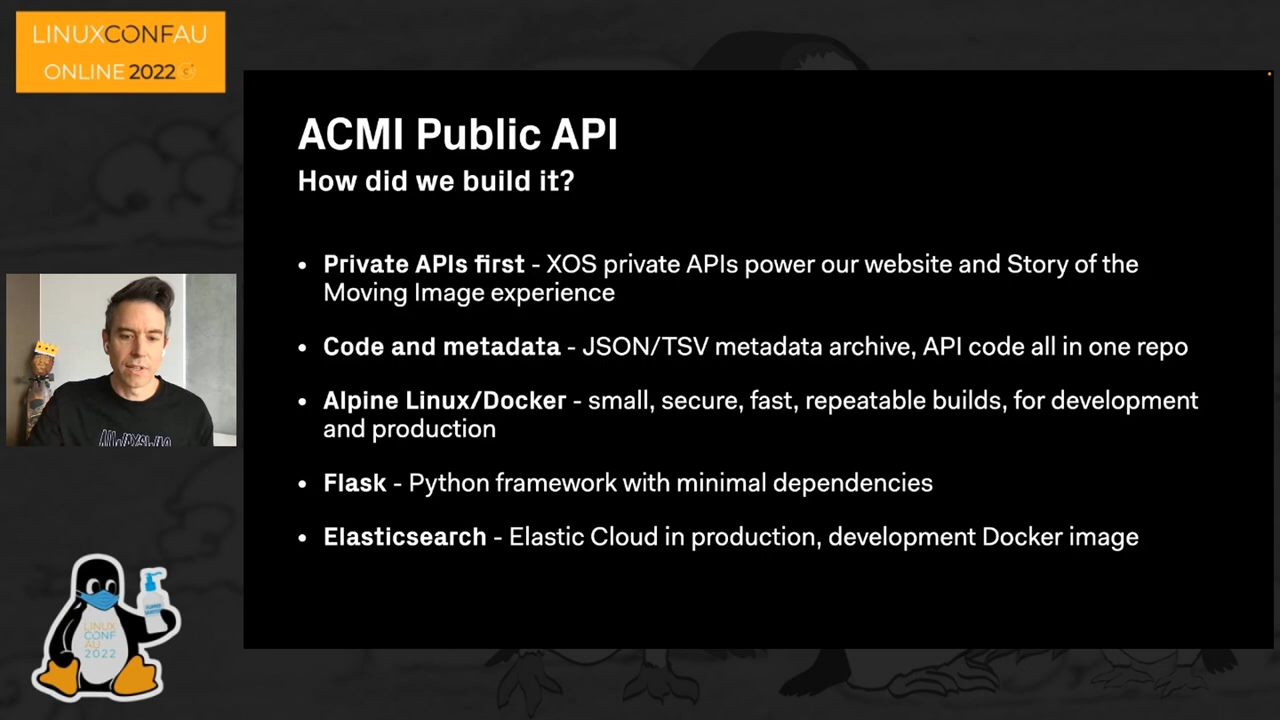 LINUXCONFAU
ONLINE 2022
ACMI Public API
How did we build it?
• Private APIs first - XOS private APIs power our website and Story of the
Moving Image experience
• Code and metadata - JSON/TSV metadata archive, API code all in one repo
• Alpine Linux/Docker - small, secure, fast, repeatable builds, for development
and production
• Flask - Python framework with minimal dependencies
• Elasticsearch - Elastic Cloud in production, development Docker image
LINUX
CONF
AU
2022